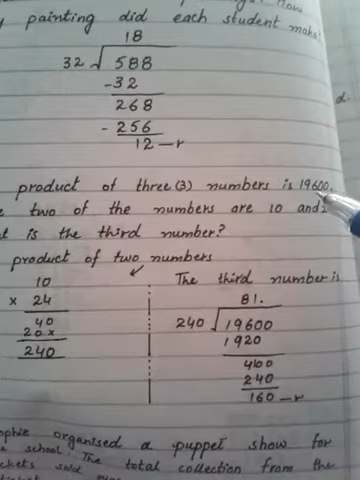 painting did each student make
18
32 √588
-32
268
- 256
12 - r
product of three (3) numbers is 19600.
two of the numbers are 10 and 2
is the third number?
product of two numbers
10
× 24
40
20×
240
The third number is
81.
240 √19600
1920
400
240
160 - r
organised a puppet show for
school. The total collection from the